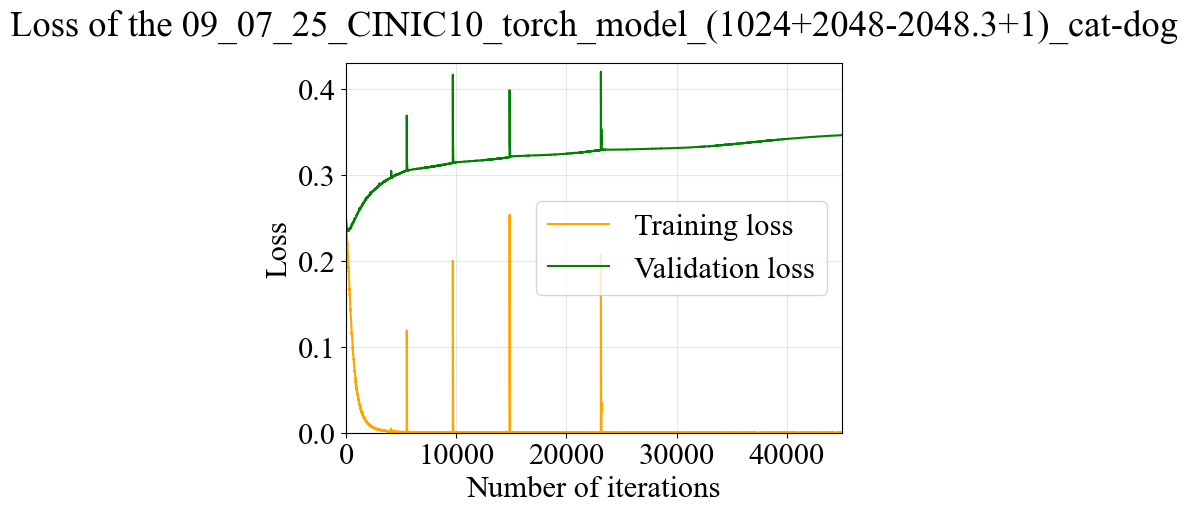 Loss of the 09_07_25_CINIC10_torch_model_(1024+2048-2048.3+1)_cat-dog
0.4
0.3
0.2
0.1
0.0
Loss
Training loss
Validation loss
0 10000 20000 30000 40000
Number of iterations